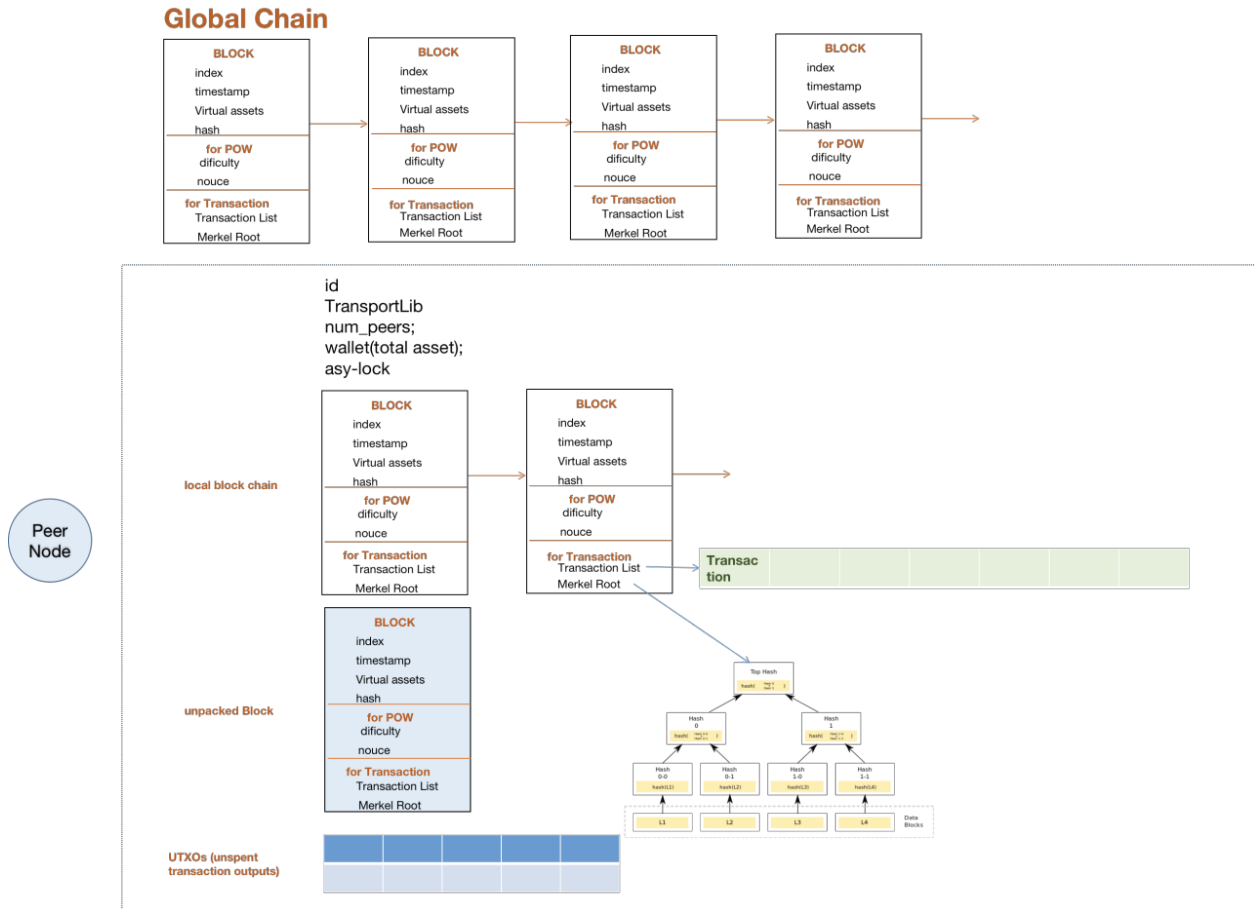 Global Chain
BLOCK
index
timestamp
Virtual assets
hash
for POW
dificulty
nouce
for Transaction
Transaction List
Merkel Root
BLOCK
index
timestamp
Virtual assets
hash
for POW
dificulty
nouce
for Transaction
Transaction List
Merkel Root
BLOCK
index
timestamp
Virtual assets
hash
for POW
dificulty
nouce
for Transaction
Transaction List
Merkel Root
BLOCK
index
timestamp
Virtual assets
hash
for POW
dificulty
nouce
for Transaction
Transaction List
Merkel Root
id
TransportLib
num_peers;
wallet(total asset);
asy-lock
Peer
Node
local block chain
BLOCK
index
timestamp
Virtual assets
hash
for POW
dificulty
nouce
for Transaction
Transaction List
Merkel Root
BLOCK
index
timestamp
Virtual assets
hash
for POW
dificulty
nouce
for Transaction
Transaction List
Merkel Root
Transac
tion
unpacked Block
BLOCK
index
timestamp
Virtual assets
hash
for POW
dificulty
nouce
for Transaction
Transaction List
Merkel Root
Top Hash
hash( )
Hash
0
hash( )
Hash
1
hash( )
Hash
0-0
hash(L1)
Hash
0-1
hash(L2)
Hash
1-0
hash(L3)
Hash
1-1
hash(L4)
L1
L2
L3
L4
Data
Blocks
UTXOs (unspent
transaction outputs)